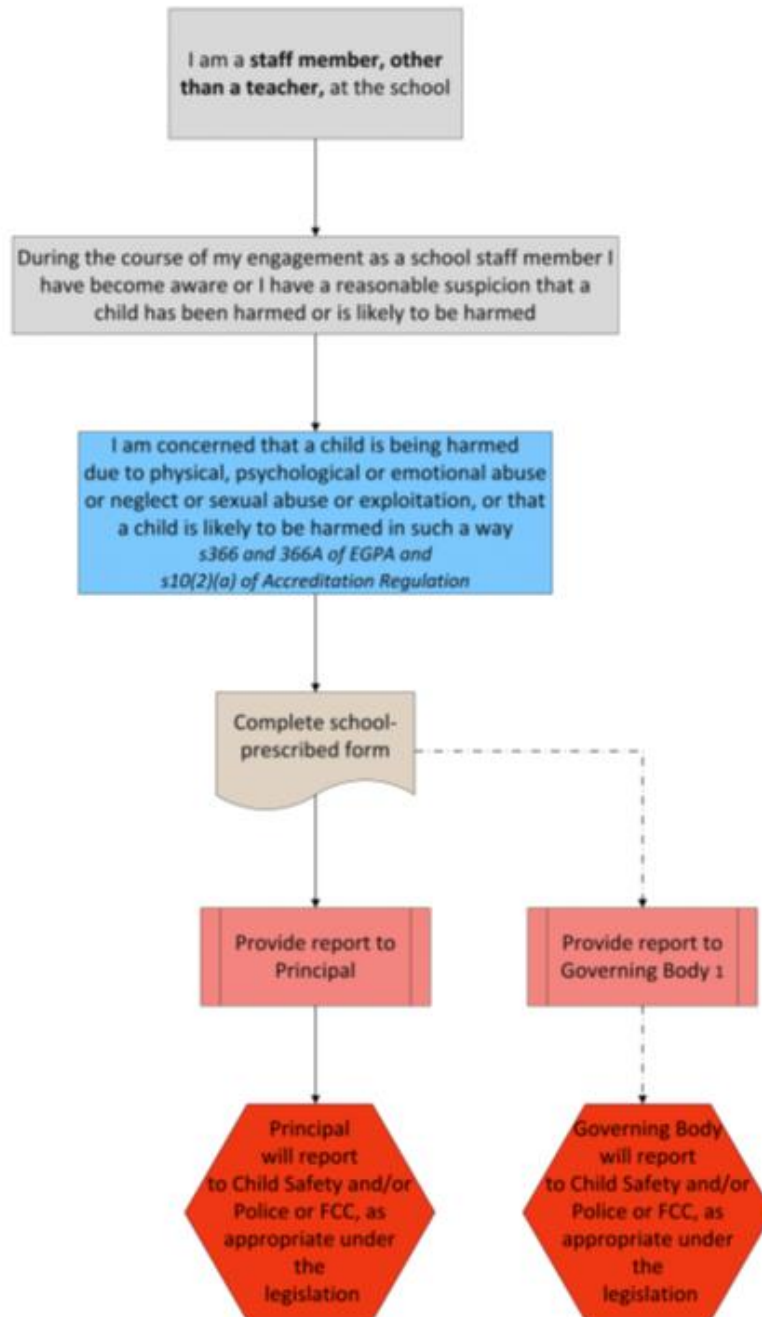 I am a staff member, other
than a teacher, at the school
During the course of my engagement as a school staff member I
have become aware or I have a reasonable suspicion that a
child has been harmed or is likely to be harmed
I am concerned that a child is being harmed
due to physical, psychological or emotional abuse
or neglect or sexual abuse or exploitation, or that
a child is likely to be harmed in such a way
s366 and 366A of EGPA and
s10(2)(a) of Accreditation Regulation
Complete school-
prescribed form
Provide report to
Principal
Provide report to
Governing Body 1
Principal
will report
to Child Safety and/or
Police or FCC, as
appropriate under
the
legislation
Governing Body
will report
to Child Safety and/or
Police or FCC, as
appropriate under
the
legislation